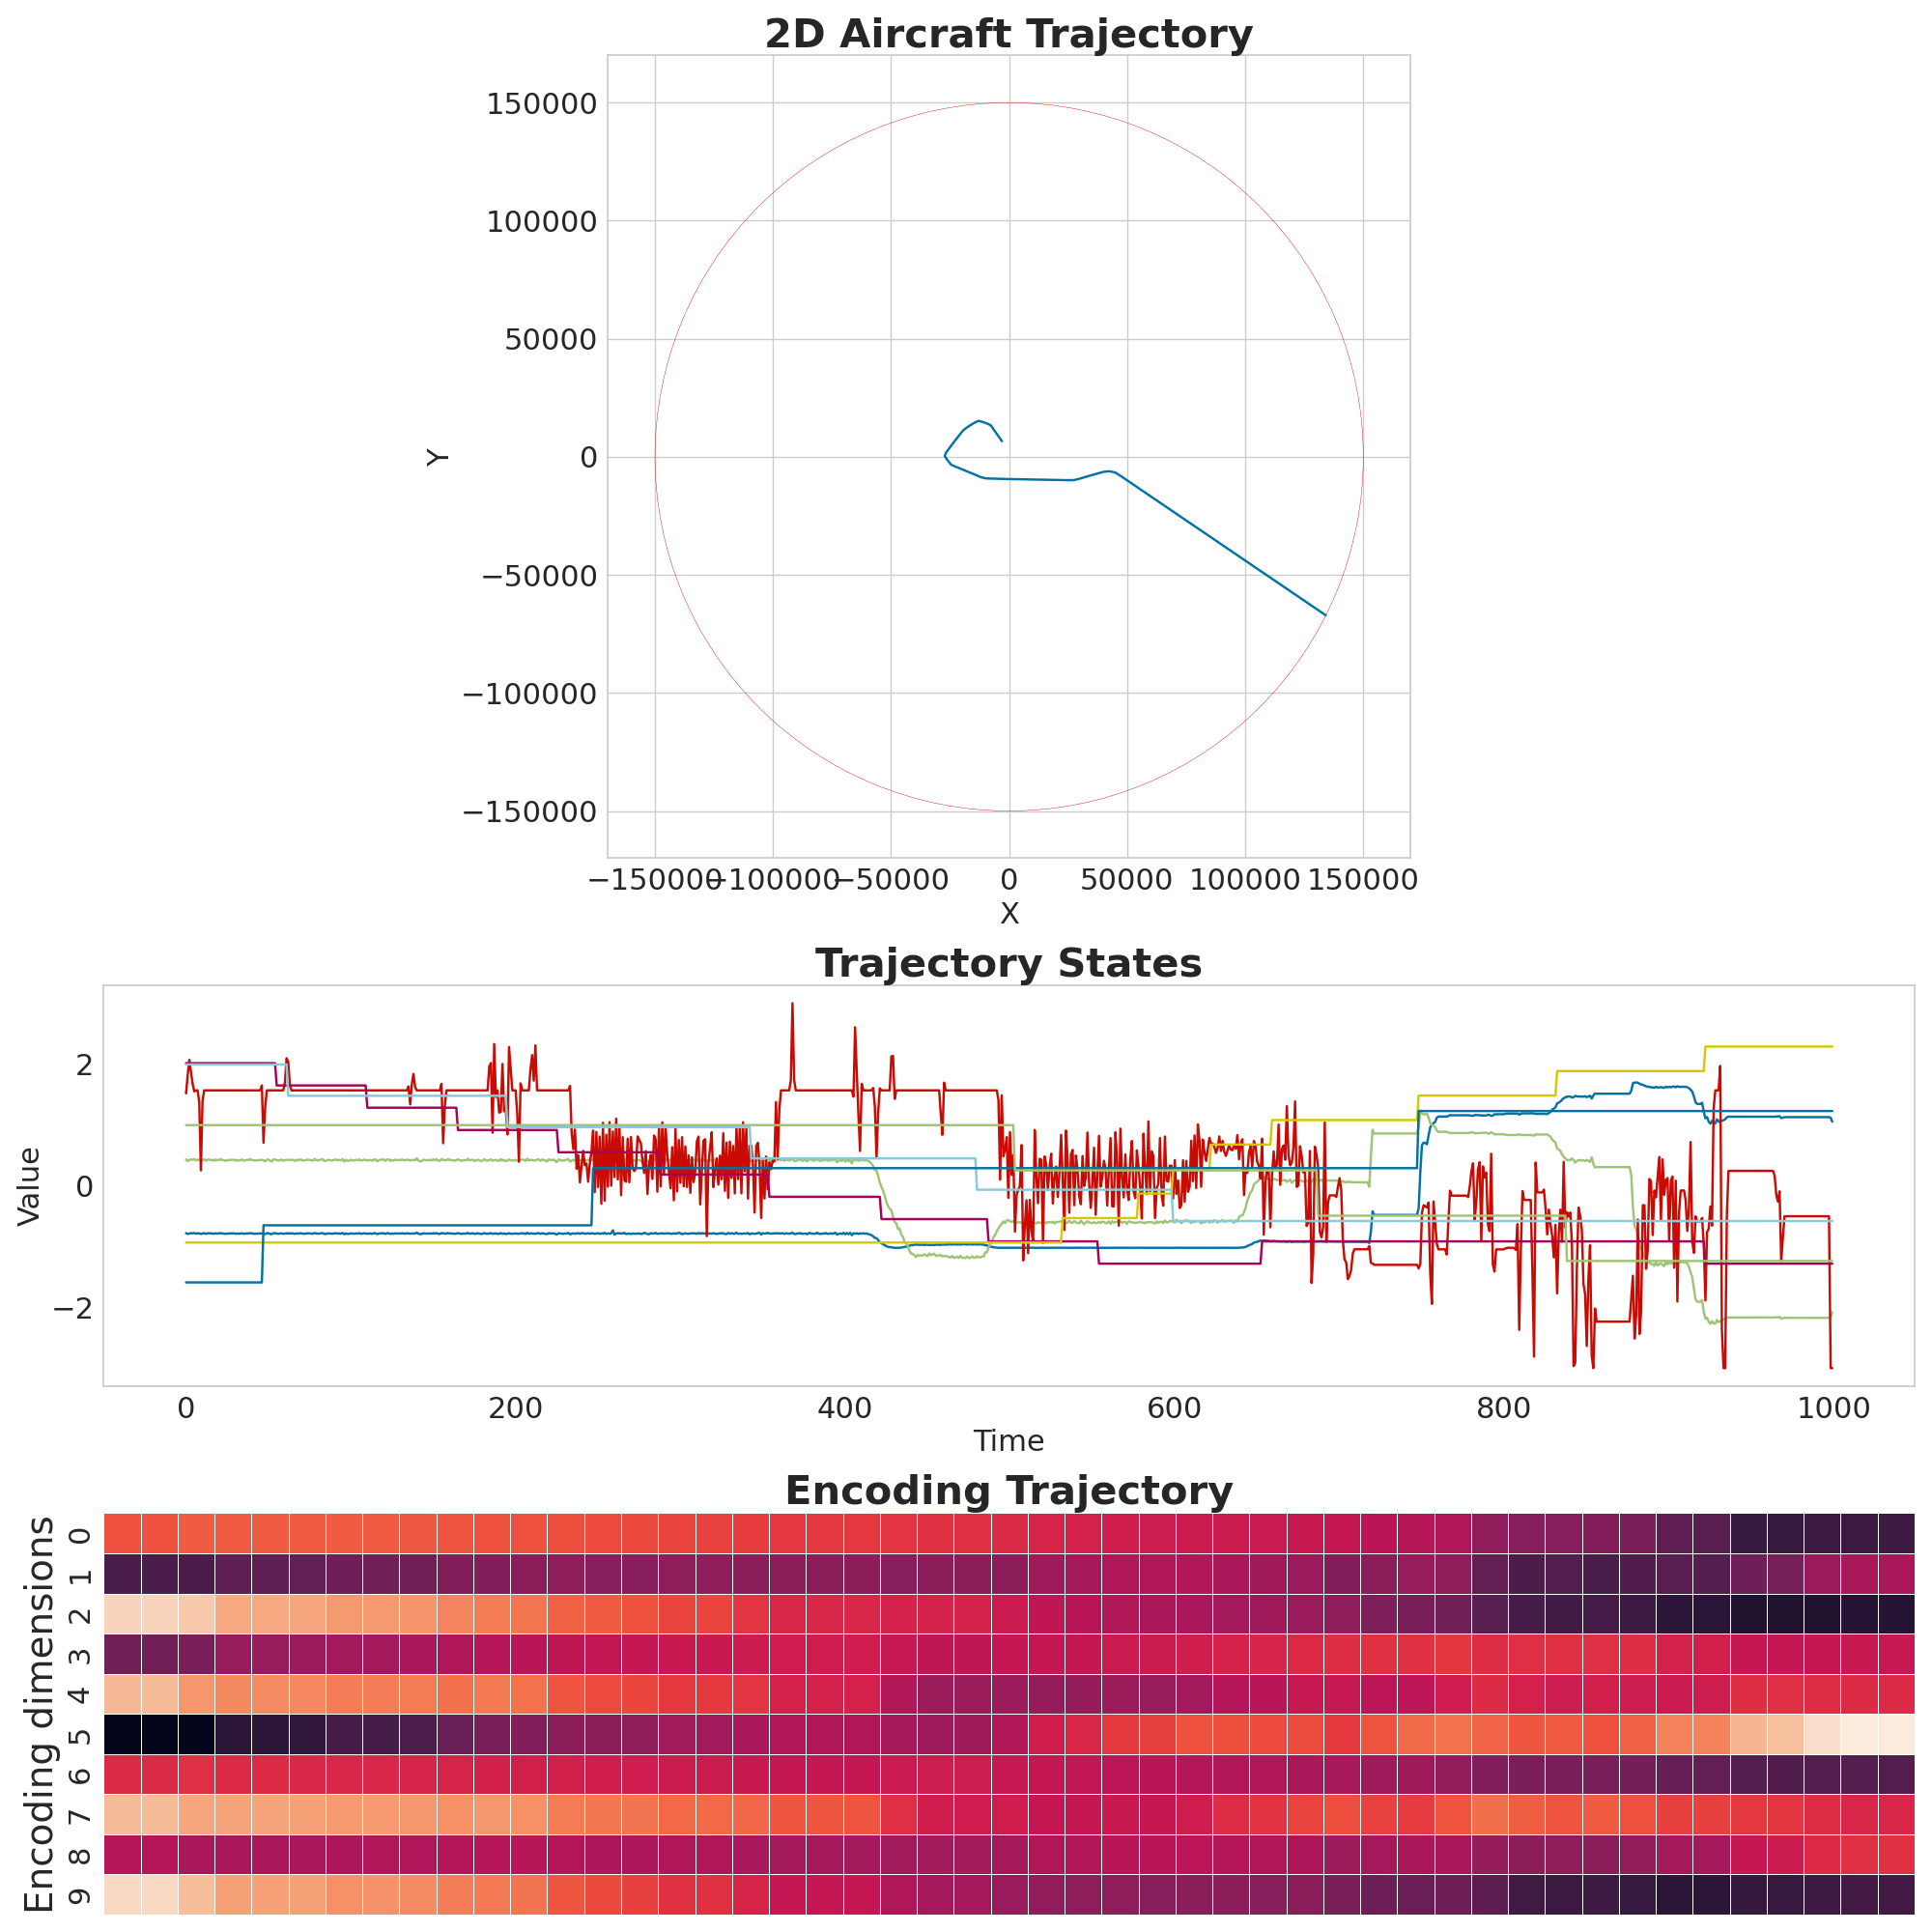 2D Aircraft Trajectory
150000
100000
50000
0
−50000
−100000
−150000
Y
−150000 −100000 −50000 0 50000 100000 150000
X
Trajectory States
2
0
−2
Value
0 200 400 600 800 1000
Time
Encoding Trajectory
Encoding dimensions
0
1
2
3
4
5
6
7
8
9